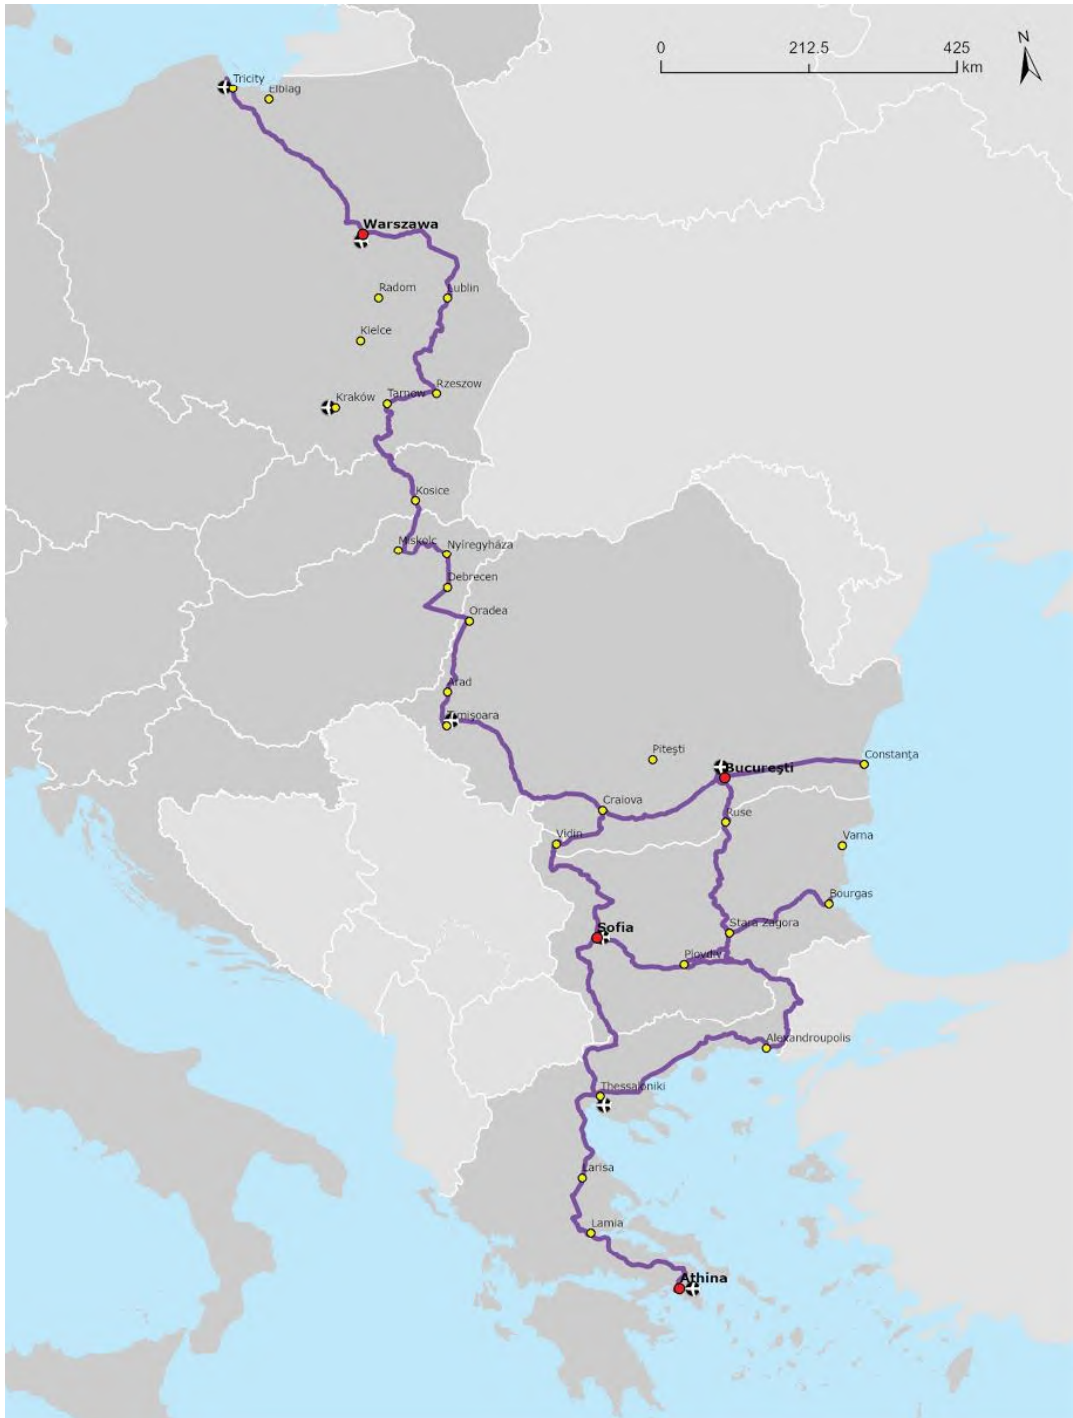 0 212.5 425
km
N
Tricity
Elbląg
Warszawa
Radom
Lublin
Kielce
Rzeszow
Tarnow
Kraków
Kosice
Miskolc
Nyíregyháza
Debrecen
Oradea
Arad
Timişoara
Piteşti
Constanţa
Bucureşti
Craiova
Ruse
Vidin
Varna
Bourgas
Stara Zagora
Sofia
Plovdiv
Alexandroupolis
Thessaloniki
Larisa
Lamia
Athina